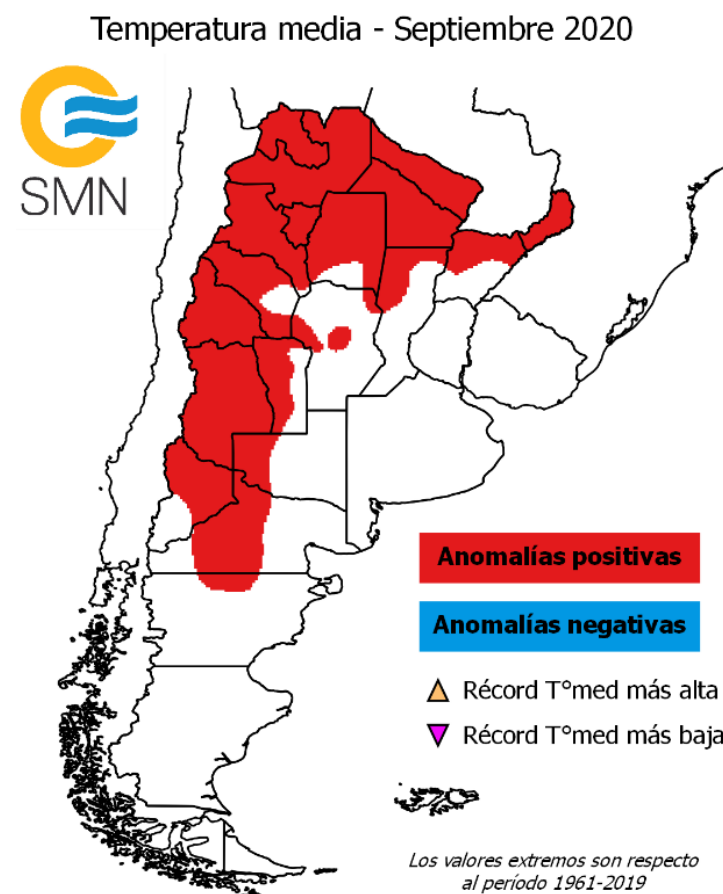 Temperatura media - Septiembre 2020
SMN
Anomalías positivas
Anomalías negativas
Récord T°med más alta
Récord T°med más baja
Los valores extremos son respecto
al período 1961-2019